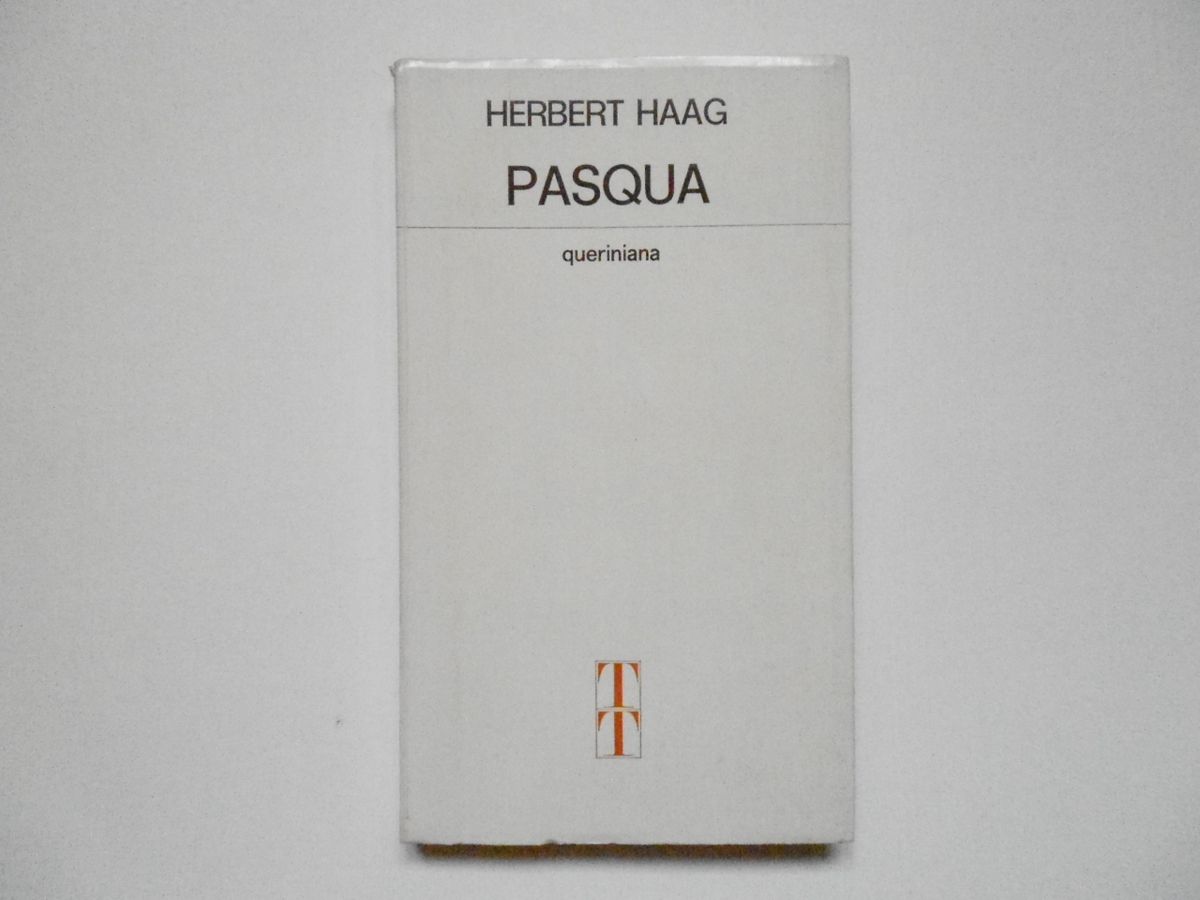 HERBERT HAAG
PASQUA
queriniana
T
T